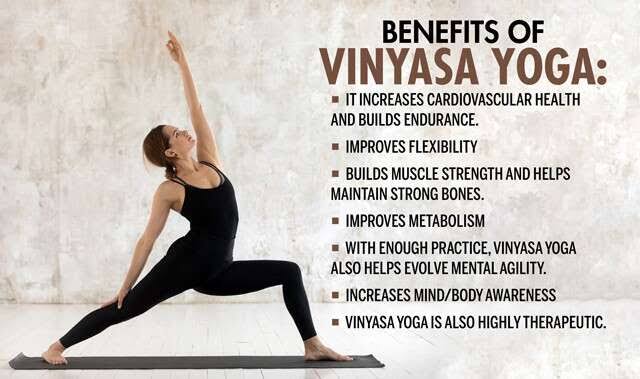 BENEFITS OF
VINYASA YOGA:
▪ IT INCREASES CARDIOVASCULAR HEALTH
AND BUILDS ENDURANCE.
▪ IMPROVES FLEXIBILITY
▪ BUILDS MUSCLE STRENGTH AND HELPS
MAINTAIN STRONG BONES.
▪ IMPROVES METABOLISM
▪ WITH ENOUGH PRACTICE, VINYASA YOGA
ALSO HELPS EVOLVE MENTAL AGILITY.
▪ INCREASES MIND/BODY AWARENESS
▪ VINYASA YOGA IS ALSO HIGHLY THERAPEUTIC.